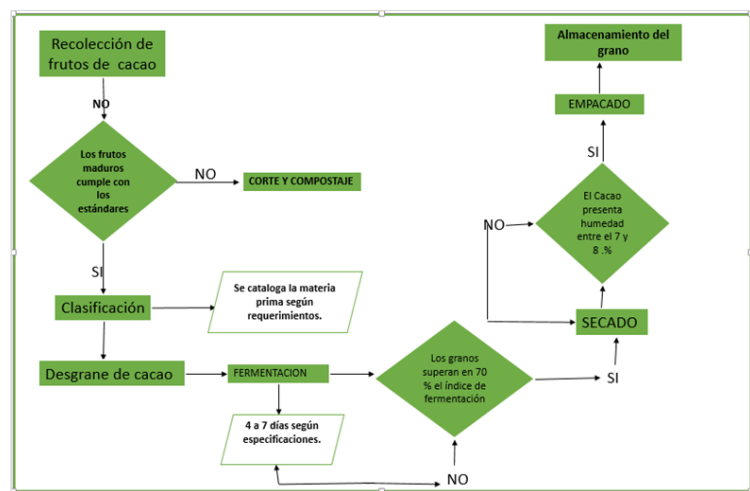 Recolección de
frutos de cacao
NO
Los frutos
maduros
cumple con
los
estándares
NO
CORTE Y COMPOSTAJE
SI
Clasificación
Se cataloga la materia
prima según
requerimientos.
Desgrane de cacao
FERMENTACION
4 a 7 días según
especificaciones.
Los granos
superan en 70
% el índice de
fermentación
NO
SI
SECADO
El Cacao
presenta
humedad
entre el 7 y
8 .%
NO
SI
EMPACADO
Almacenamiento del
grano